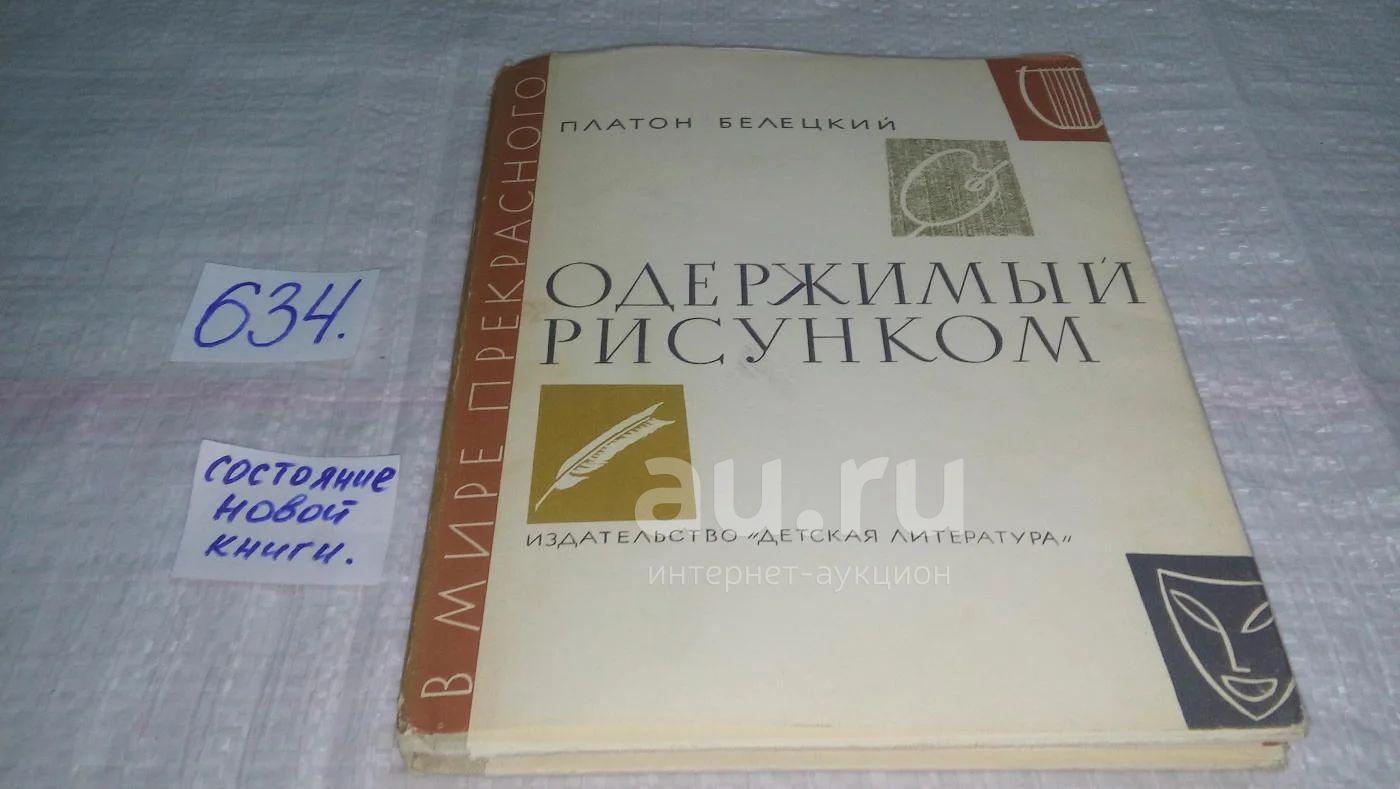 В МИРЕ ПРЕКРАСНОГО
ПЛАТОН БЕЛЕЦКИЙ
ОДЕРЖИМЫЙ
РИСУНКОМ
ИЗДАТЕЛЬСТВО „ДЕТСКАЯ ЛИТЕРАТУРА"
634.
СОСТОЯНИЕ
НОВОЙ
КНИГИ.
au.ru
интернет-аукцион